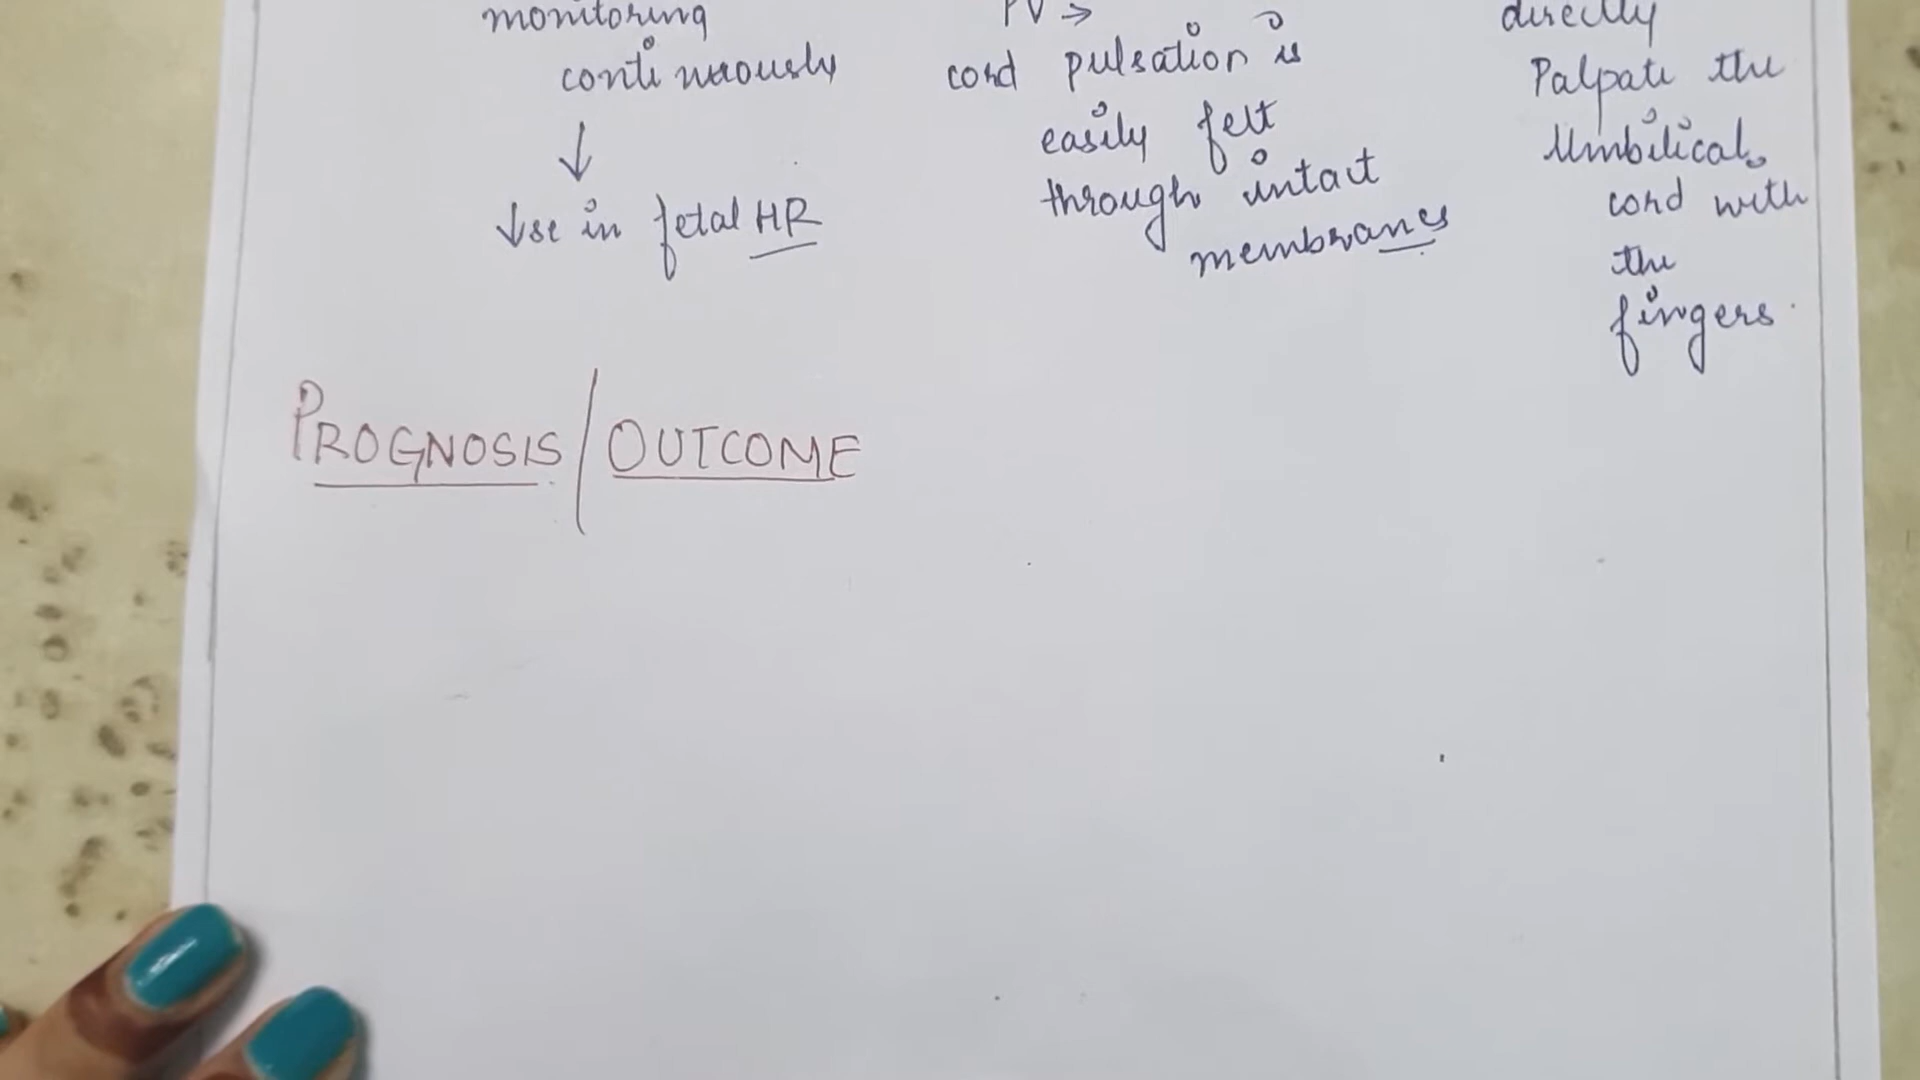 monitoring
continuously
↓
↓se in fetal HR
PV →
cord pulsation is
easily felt
through intact
membranes
directly
Palpate the
Umbilical
cord with
the
fingers
PROGNOSIS / OUTCOME